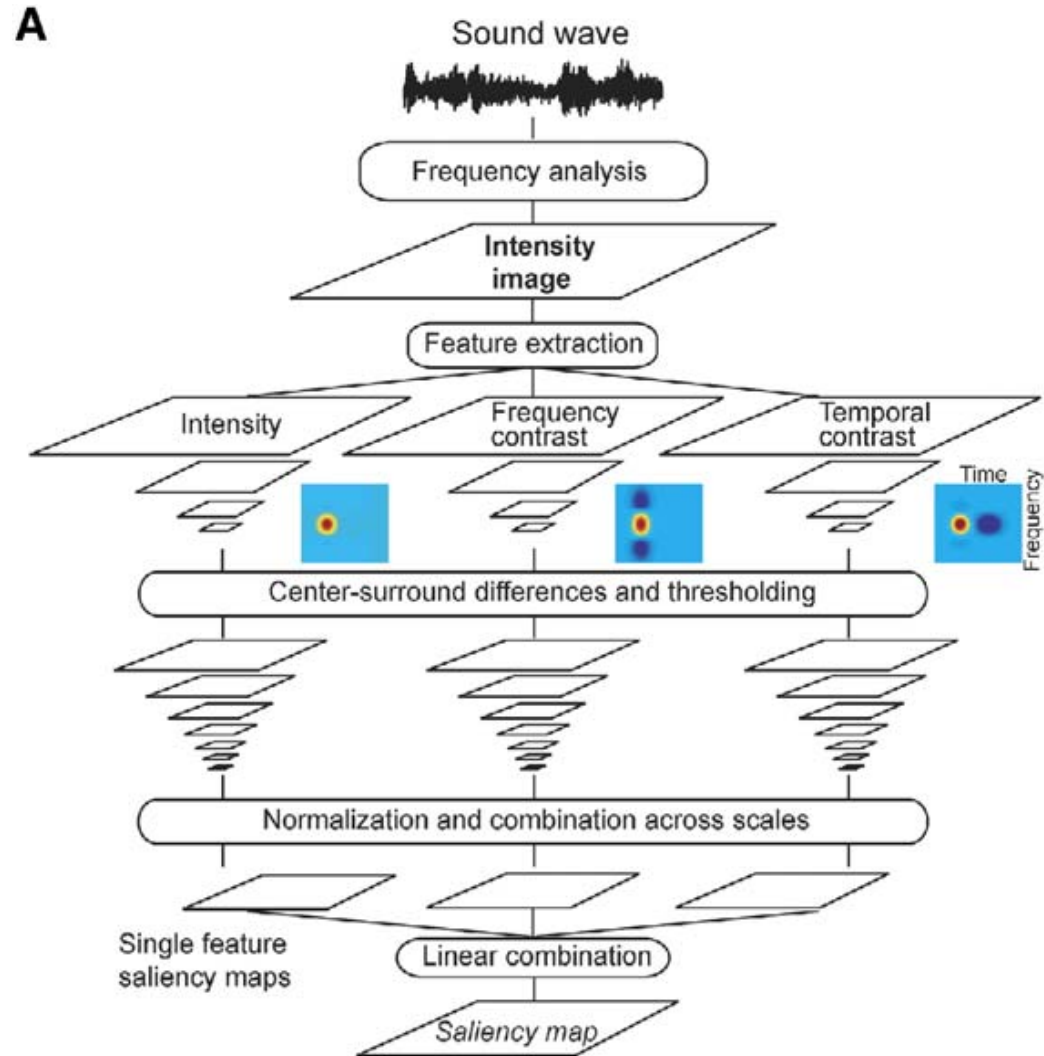 A
Sound wave
Frequency analysis
Intensity
image
Feature extraction
Intensity
Frequency
contrast
Temporal
contrast
Time
Frequency
Center-surround differences and thresholding
Normalization and combination across scales
Single feature
saliency maps
Linear combination
Saliency map